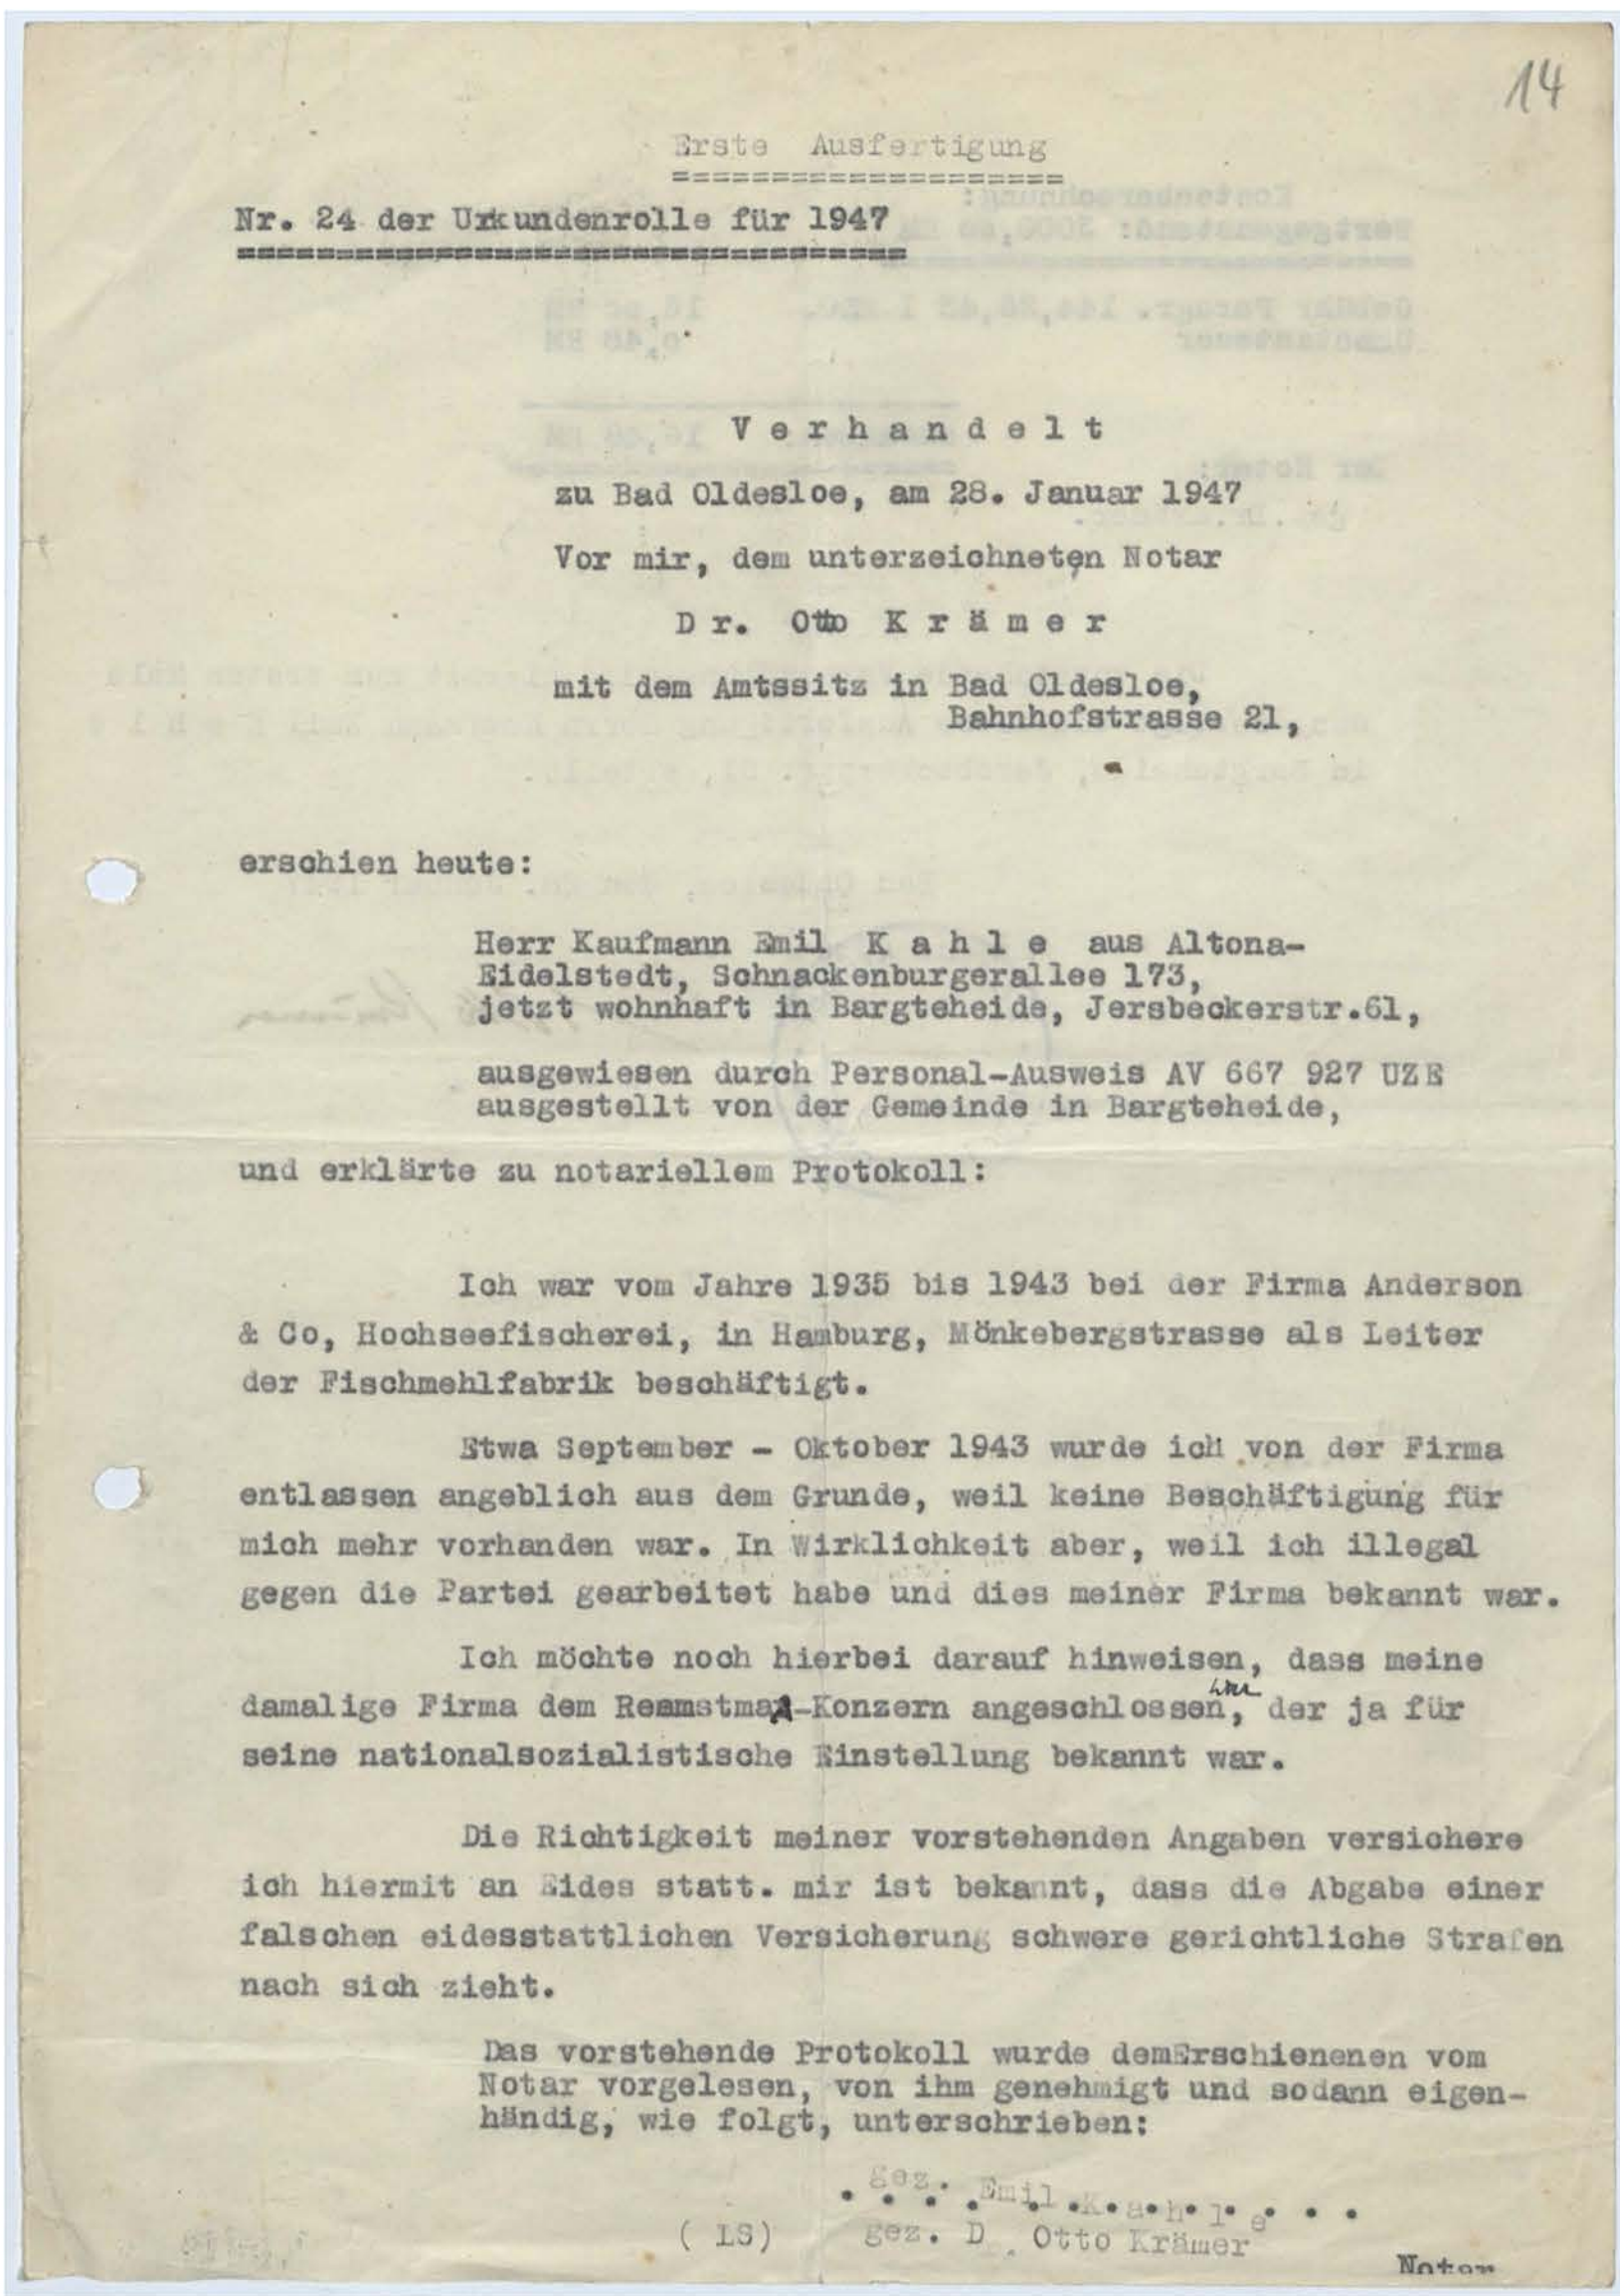 14
Erste Ausfertigung
Nr. 24 der Urkundenrolle für 1947
Verhandelt
zu Bad Oldesloe, am 28. Januar 1947
Vor mir, dem unterzeichneten Notar
Dr. Otto Krämer
mit dem Amtssitz in Bad Oldesloe,
Bahnhofstrasse 21,
erschien heute:
Herr Kaufmann Emil Kahle aus Altona-
Eidelstedt, Schnackenburgerallee 173,
jetzt wohnhaft in Bargteheide, Jersbeckerstr.61,
ausgewiesen durch Personal-Ausweis AV 667 927 UZE
ausgestellt von der Gemeinde in Bargteheide,
und erklärte zu notariellem Protokoll:
Ich war vom Jahre 1935 bis 1943 bei der Firma Anderson
& Co, Hochseefischerei, in Hamburg, Mönkebergstrasse als Leiter
der Fischmehlfabrik beschäftigt.
Etwa September - Oktober 1943 wurde ich von der Firma
entlassen angeblich aus dem Grunde, weil keine Beschäftigung für
mich mehr vorhanden war. In Wirklichkeit aber, weil ich illegal
gegen die Partei gearbeitet habe und dies meiner Firma bekannt war.
Ich möchte noch hierbei darauf hinweisen, dass meine
damalige Firma dem -Konzern angeschlossen war, der ja für
seine nationalsozialistische Einstellung bekannt war.
Die Richtigkeit meiner vorstehenden Angaben versichere
ich hiermit an Eides statt. mir ist bekannt, dass die Abgabe einer
falschen eidesstattlichen Versicherung schwere gerichtliche Strafen
nach sich zieht.
Das vorstehende Protokoll wurde demErschienenen vom
Notar vorgelesen, von ihm genehmigt und sodann eigen-
händig, wie folgt, unterschrieben:
gez. Emil Kahle
(LS) gez. D . Otto Krämer
Notar